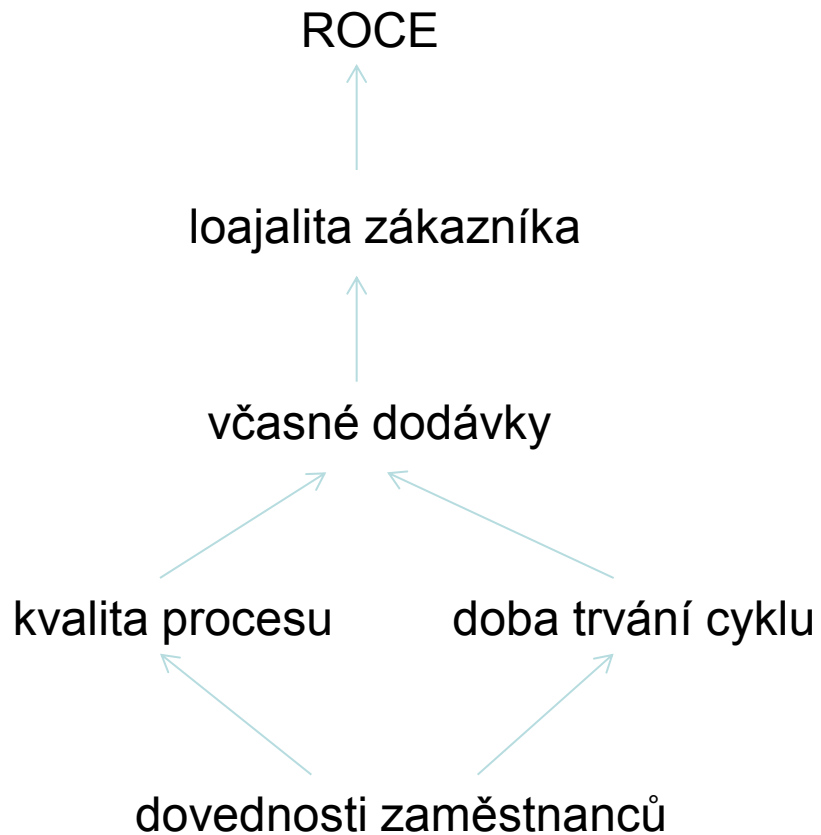 ROCE
loajalita zákazníka
včasné dodávky
kvalita procesu
doba trvání cyklu
dovednosti zaměstnanců